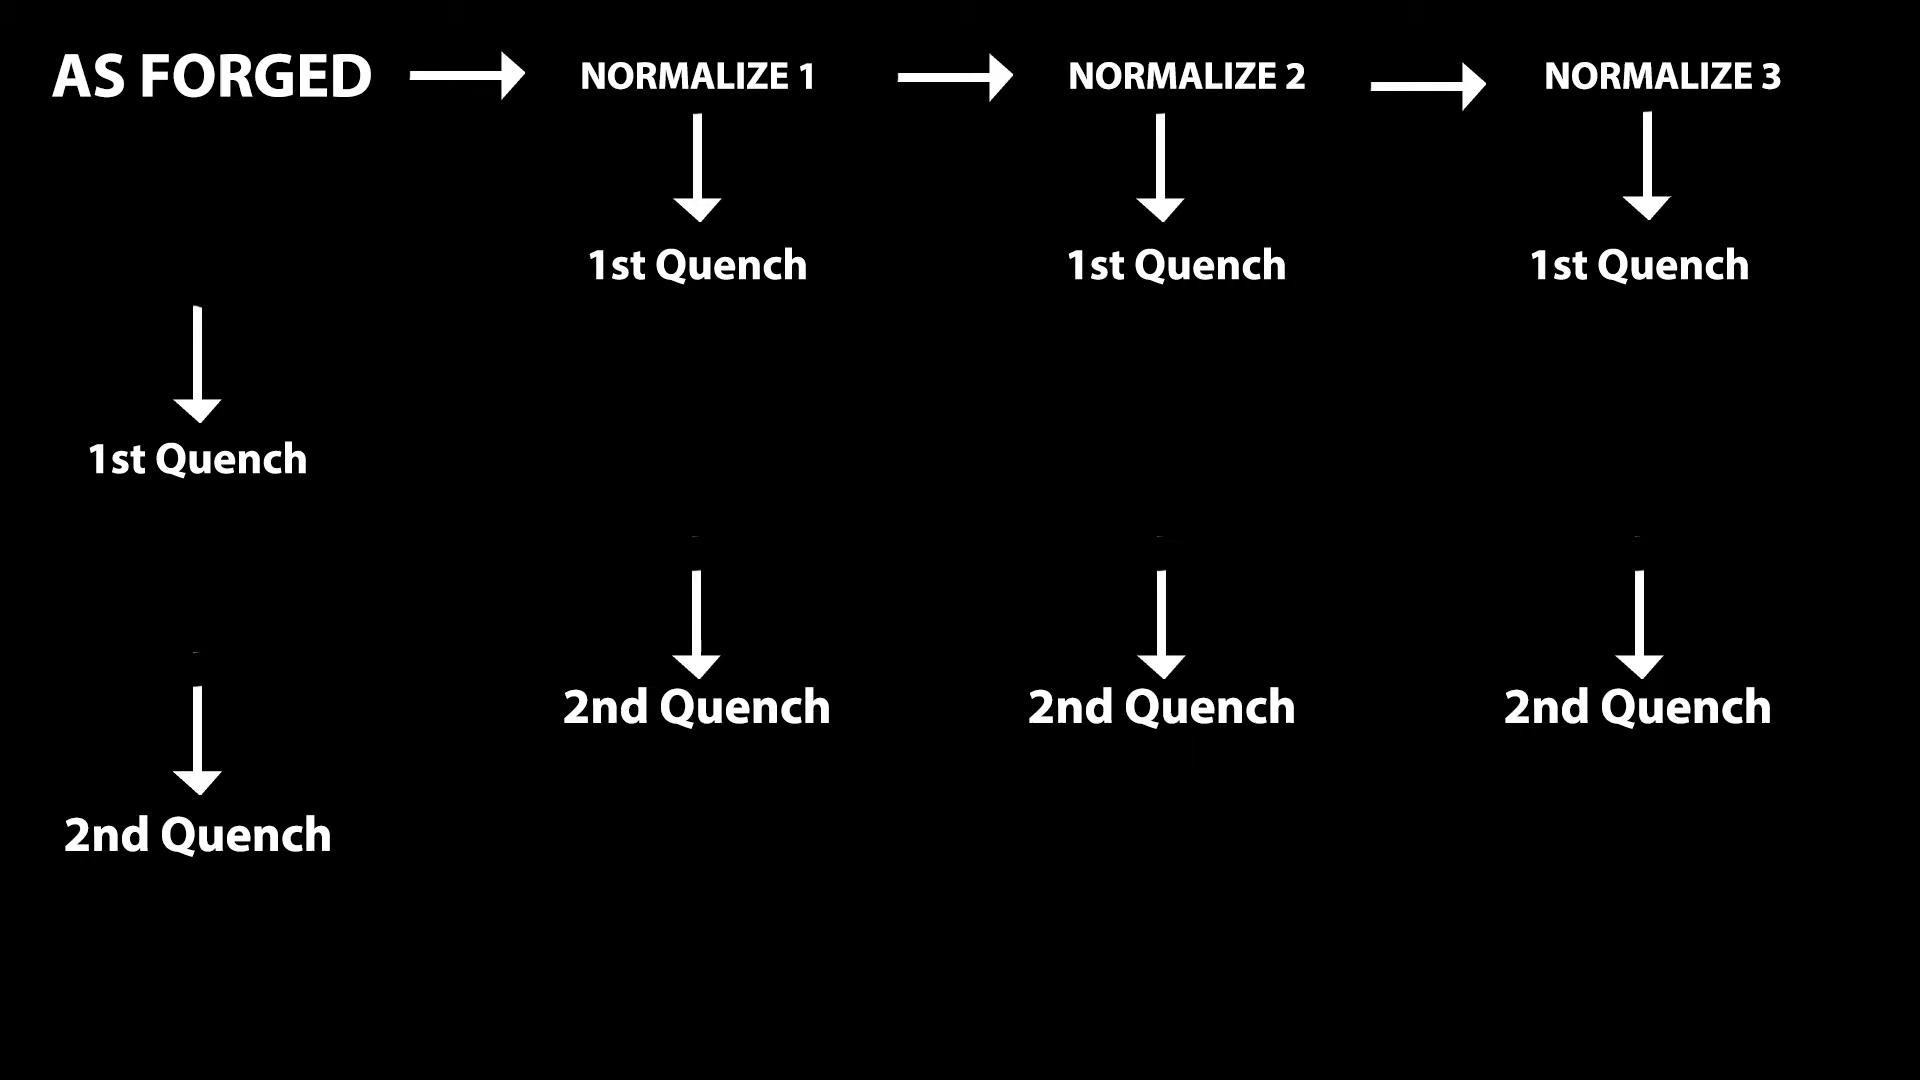 AS FORGED
NORMALIZE 1
NORMALIZE 2
NORMALIZE 3
1st Quench
1st Quench
1st Quench
1st Quench
2nd Quench
2nd Quench
2nd Quench
2nd Quench